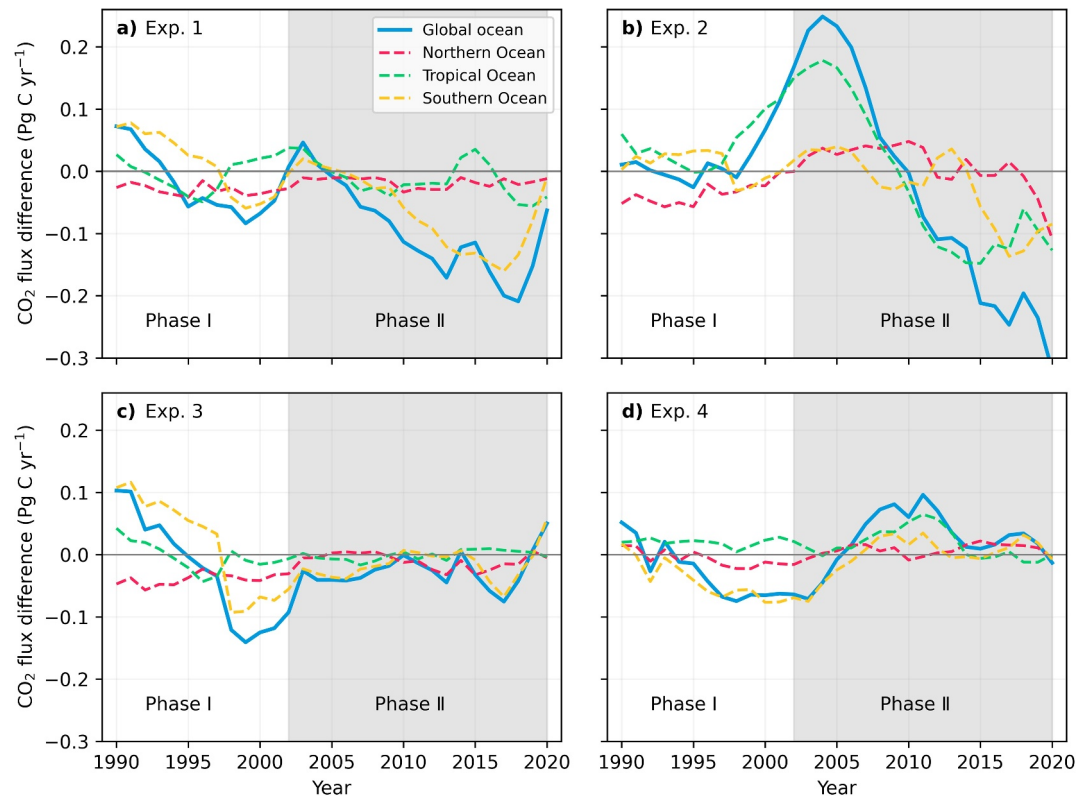 a) Exp. 1
Global ocean
Northern Ocean
Tropical Ocean
Southern Ocean
CO₂ flux difference (Pg C yr⁻¹)
0.2
0.1
0.0
−0.1
−0.2
−0.3
Phase Ⅰ
Phase Ⅱ
b) Exp. 2
Phase Ⅰ
Phase Ⅱ
c) Exp. 3
CO₂ flux difference (Pg C yr⁻¹)
0.2
0.1
0.0
−0.1
−0.2
−0.3
Phase Ⅰ
Phase Ⅱ
1990 1995 2000 2005 2010 2015 2020
Year
d) Exp. 4
Phase Ⅰ
Phase Ⅱ
1990 1995 2000 2005 2010 2015 2020
Year